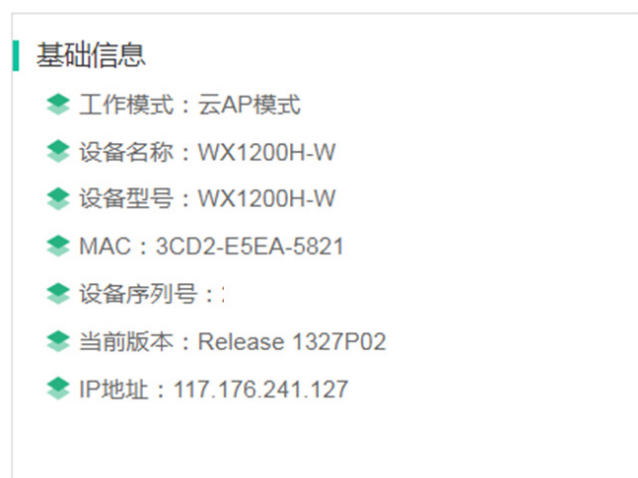 基础信息
工作模式：云AP模式
设备名称：WX1200H-W
设备型号：WX1200H-W
MAC：3CD2-E5EA-5821
设备序列号：
当前版本：Release 1327P02
IP地址：117.176.241.127